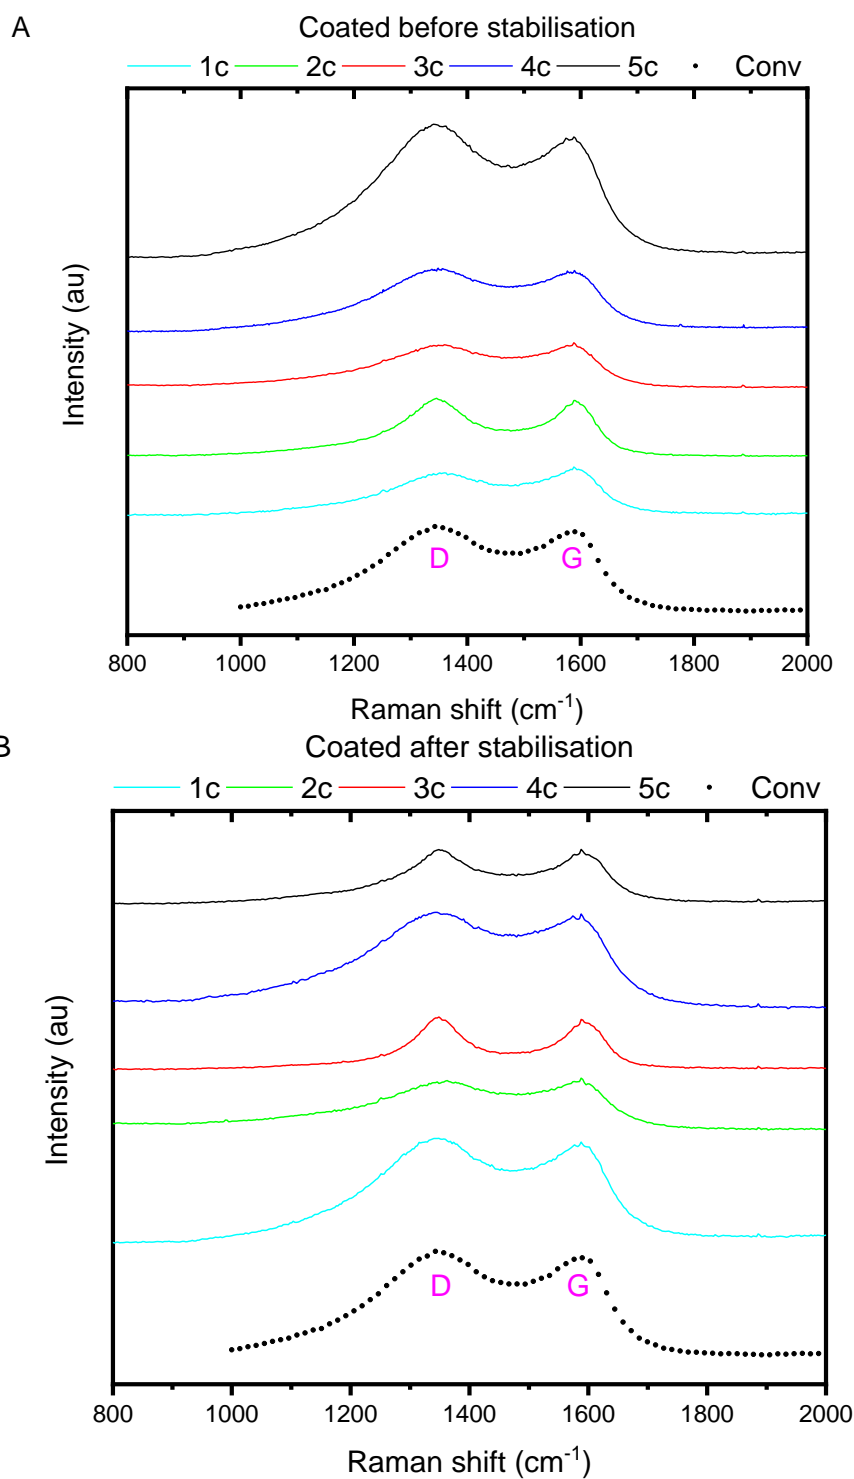 A
Coated before stabilisation
1c 2c 3c 4c 5c Conv
Intensity (au)
D G
800 1000 1200 1400 1600 1800 2000
Raman shift (cm⁻¹)
B
Coated after stabilisation
1c 2c 3c 4c 5c Conv
Intensity (au)
D G
800 1000 1200 1400 1600 1800 2000
Raman shift (cm⁻¹)